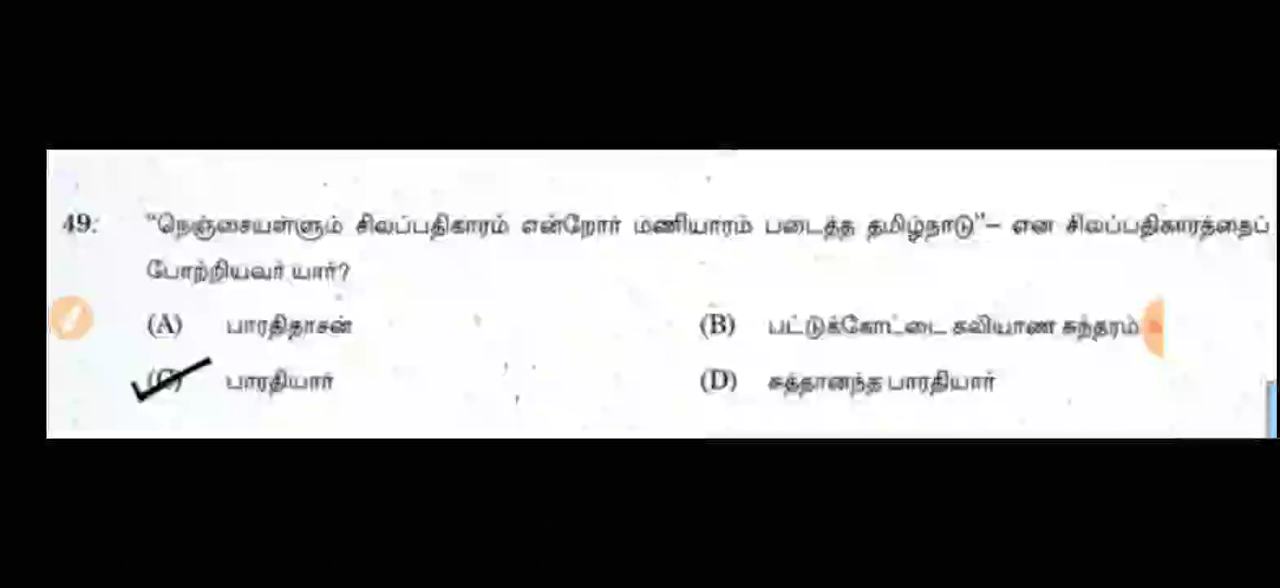 49. "நெஞ்சையள்ளும் சிலப்பதிகாரம் என்றோர் மணியாரம் படைத்த தமிழ்நாடு" – என சிலப்பதிகாரத்தைப்
போற்றியவர் யார்?
(A) பாரதிதாசன் (B) பட்டுக்கோட்டை கலியாண சுந்தரம்
(C) பாரதியார் (D) சுத்தானந்த பாரதியார்